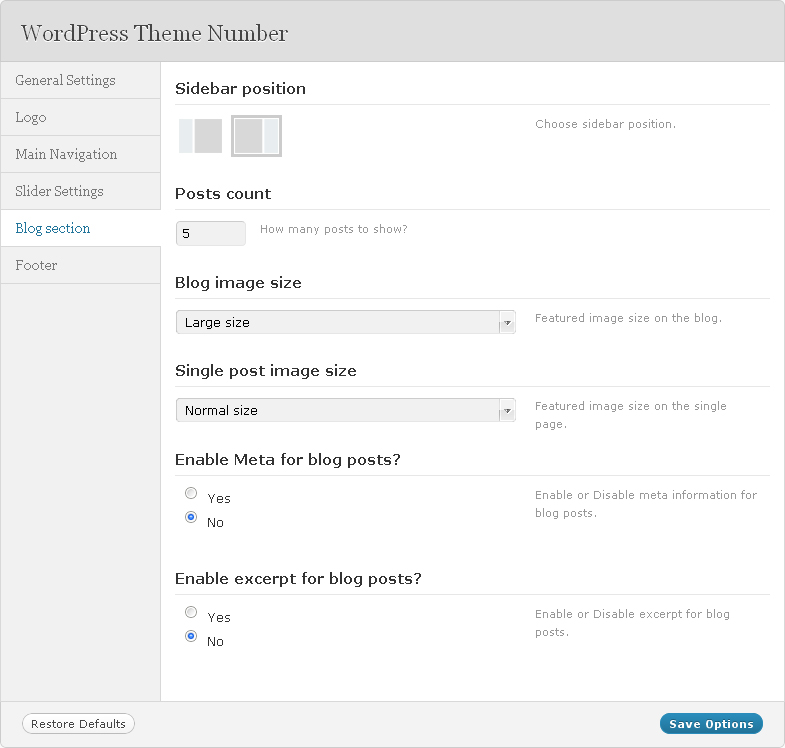 WordPress Theme Number
General Settings
Logo
Main Navigation
Slider Settings
Blog section
Footer
Sidebar position
Choose sidebar position.
Posts count
5
How many posts to show?
Blog image size
Large size
Featured image size on the blog.
Single post image size
Normal size
Featured image size on the single
page.
Enable Meta for blog posts?
Yes
No
Enable or Disable meta information for
blog posts.
Enable excerpt for blog posts?
Yes
No
Enable or Disable excerpt for blog
posts.
Restore Defaults
Save Options